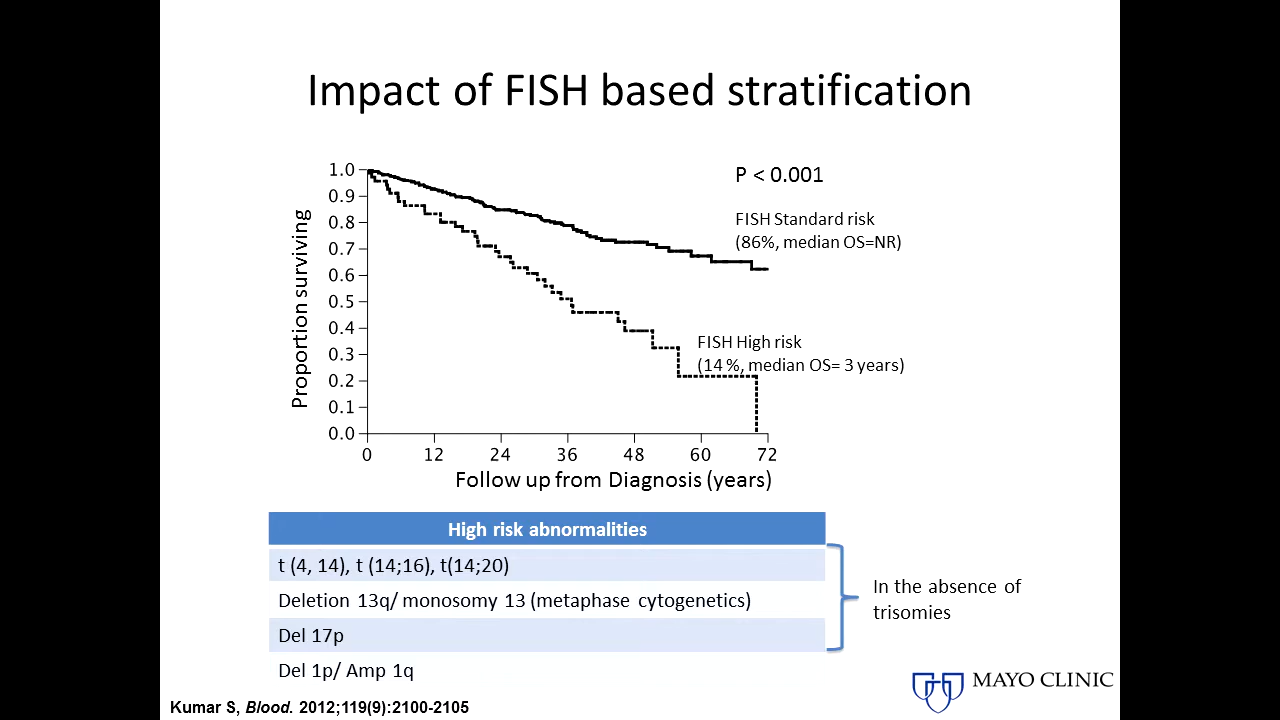 Impact of FISH based stratification
P < 0.001
FISH Standard risk
(86%, median OS=NR)
FISH High risk
(14 %, median OS= 3 years)
Proportion surviving
1.0
0.9
0.8
0.7
0.6
0.5
0.4
0.3
0.2
0.1
0.0
0 12 24 36 48 60 72
Follow up from Diagnosis (years)
High risk abnormalities
t (4, 14), t (14;16), t(14;20)
Deletion 13q/ monosomy 13 (metaphase cytogenetics)
Del 17p
Del 1p/ Amp 1q
In the absence of
trisomies
MAYO CLINIC
Kumar S, Blood. 2012;119(9):2100-2105